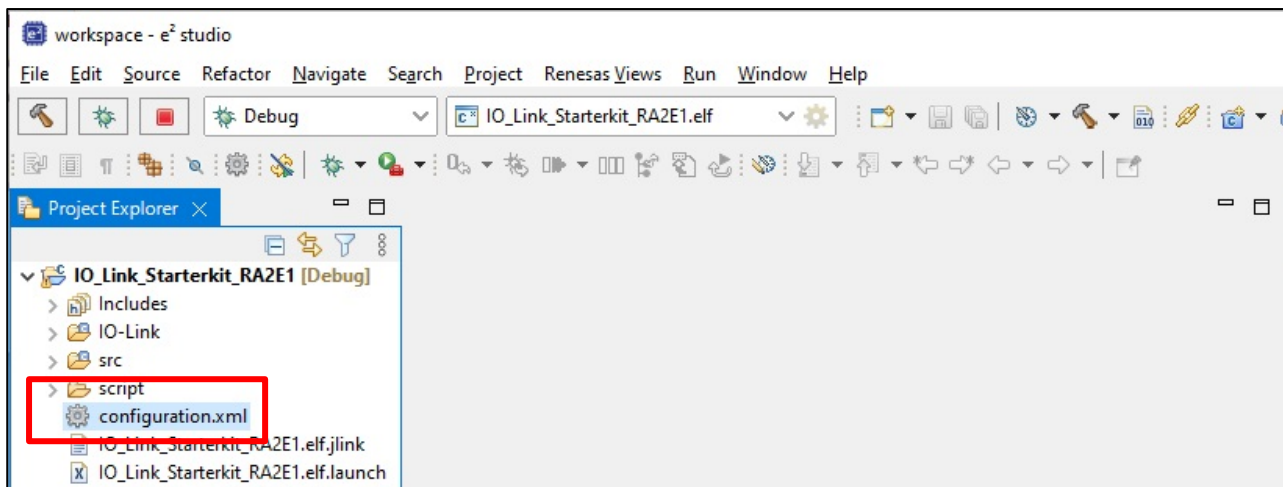 workspace - e² studio
File Edit Source Refactor Navigate Search Project Renesas Views Run Window Help
Debug IO_Link_Starterkit_RA2E1.elf
Project Explorer
IO_Link_Starterkit_RA2E1 [Debug]
Includes
IO-Link
src
script
configuration.xml
IO_Link_Starterkit_RA2E1.elf.jlink
IO_Link_Starterkit_RA2E1.elf.launch